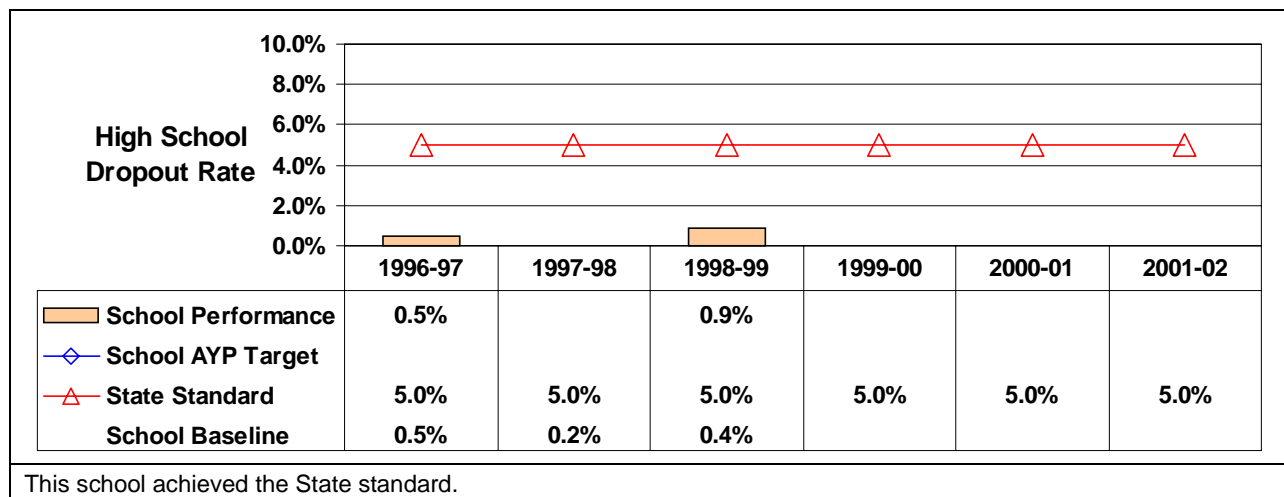 10.0%
8.0%
6.0%
4.0%
2.0%
0.0%
High School
Dropout Rate
1996-97 1997-98 1998-99 1999-00 2000-01 2001-02
School Performance 0.5% 0.9%
School AYP Target
State Standard 5.0% 5.0% 5.0% 5.0% 5.0% 5.0%
School Baseline 0.5% 0.2% 0.4%
This school achieved the State standard.